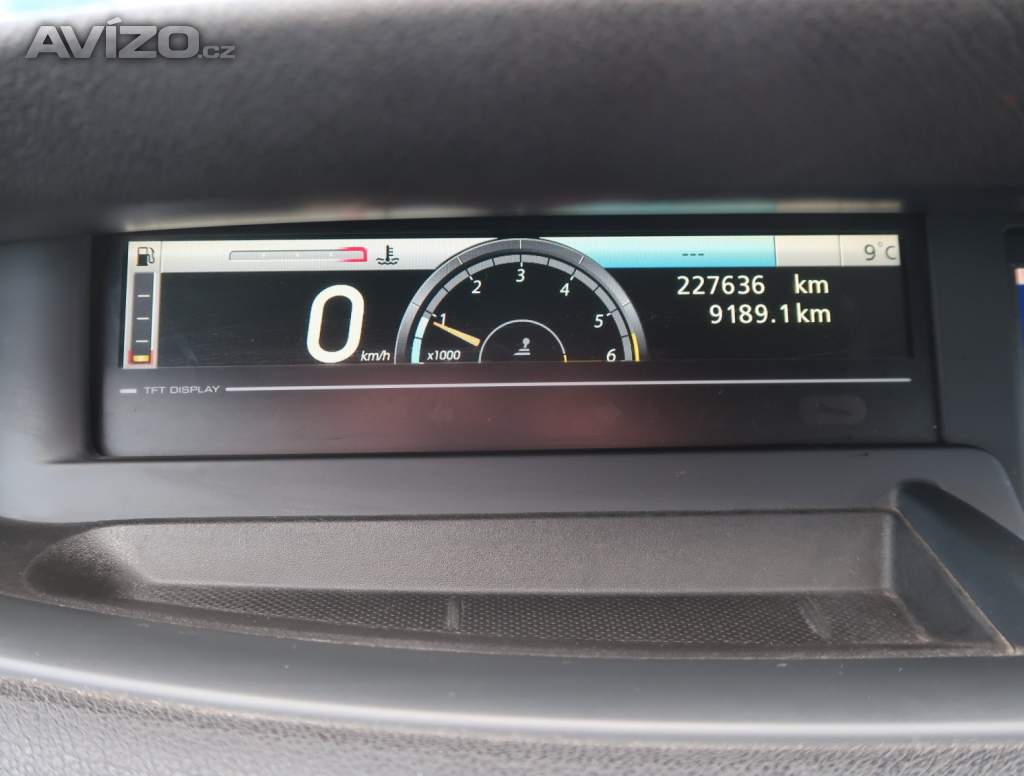 AVÍZO.cz
--- 9°C
0 km/h
1 2 3 4 5 6
x1000
227636 km
9189.1 km
TFT DISPLAY